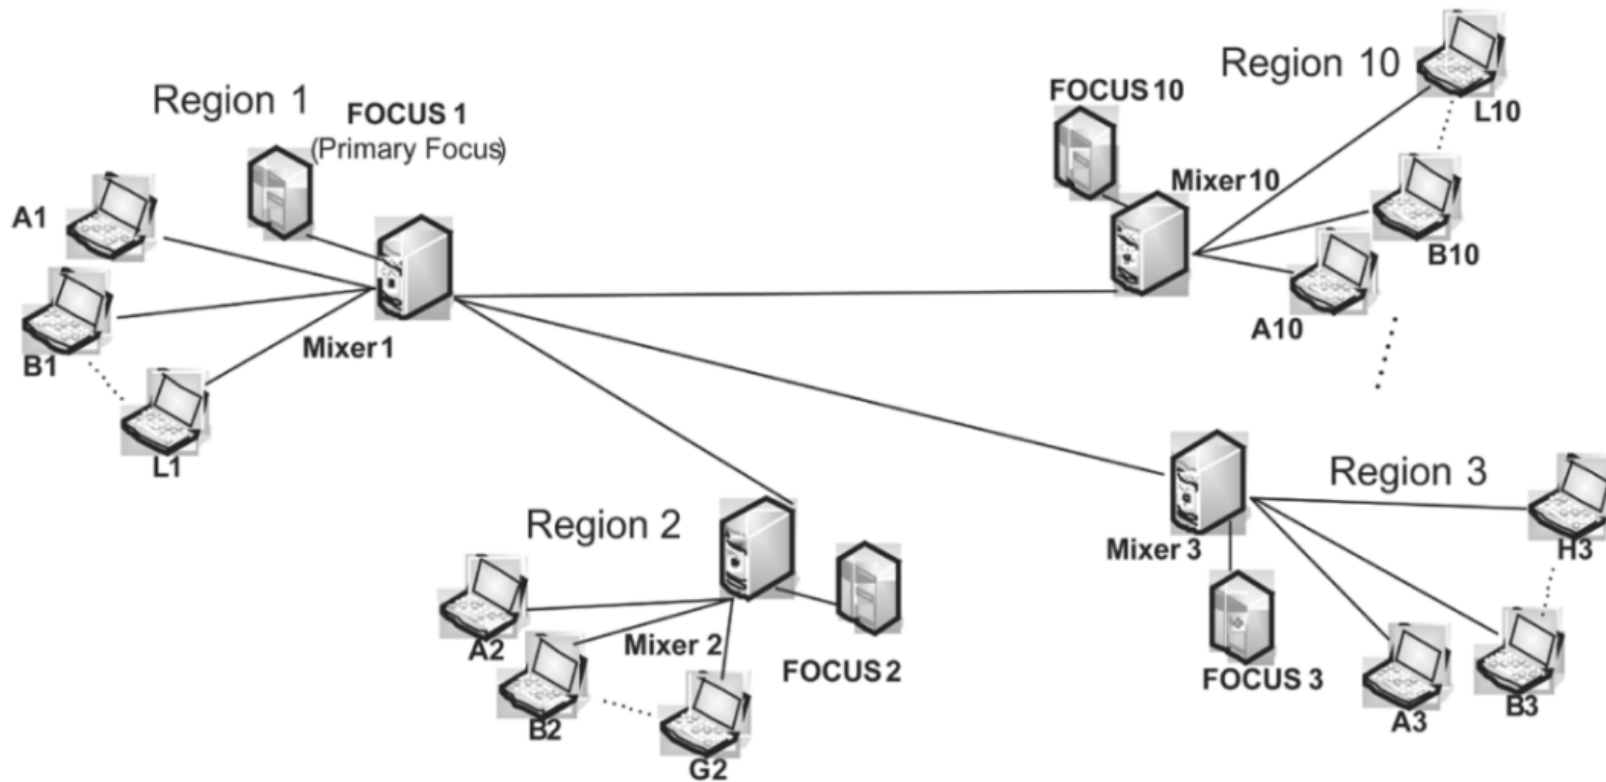 Region 1
FOCUS 1
(Primary Focus)
A1
B1
L1
Mixer 1
Region 10
FOCUS 10
L10
Mixer 10
B10
A10
Region 2
A2
B2
G2
Mixer 2
FOCUS 2
Region 3
Mixer 3
H3
FOCUS 3
A3
B3